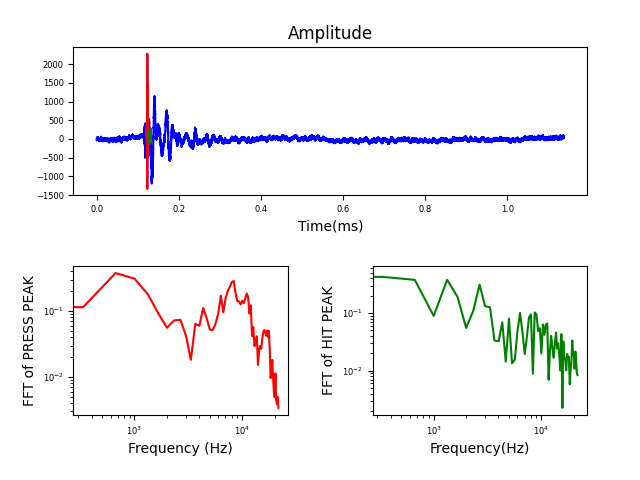 Amplitude
2000
1500
1000
500
0
−500
−1000
−1500
0.0 0.2 0.4 0.6 0.8 1.0
Time(ms)
FFT of PRESS PEAK
10⁻¹
10⁻²
10³ 10⁴
Frequency (Hz)
FFT of HIT PEAK
10⁻¹
10⁻²
10³ 10⁴
Frequency(Hz)